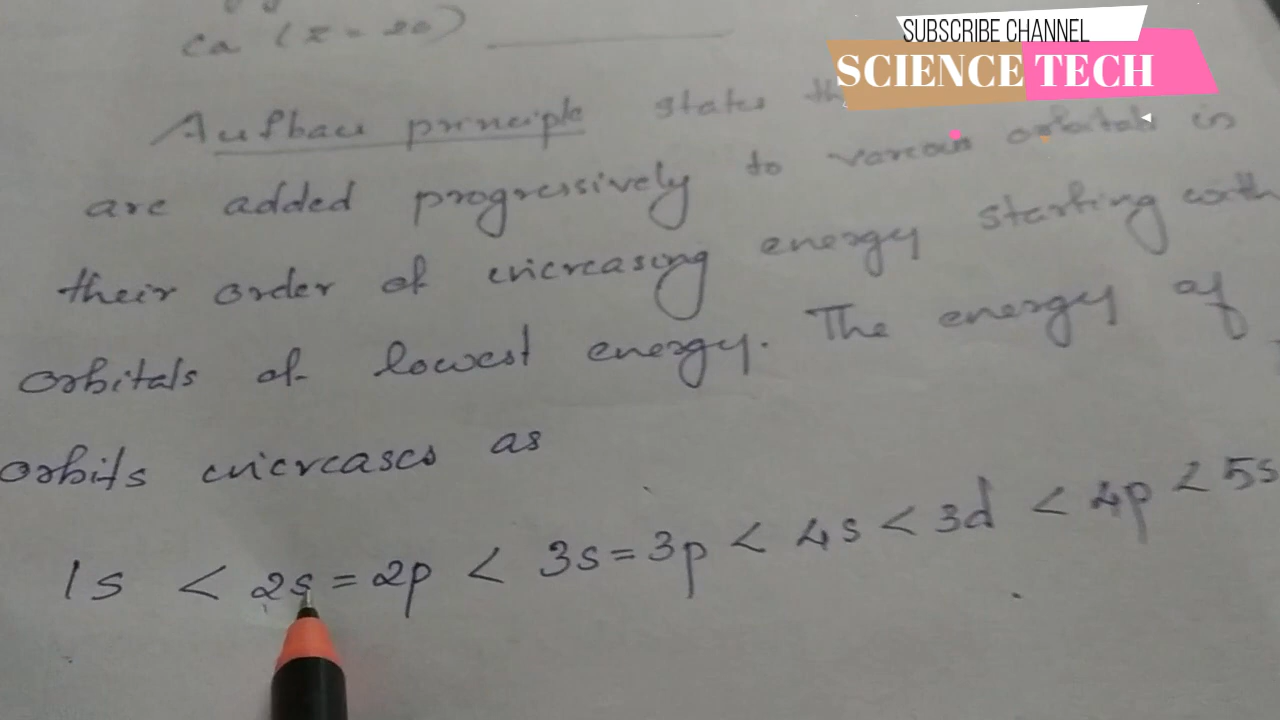 Ca (Z = 20)
SUBSCRIBE CHANNEL
SCIENCE TECH
Aufbau principle states th
are added progressively to various orbitals in
their order of increasing energy starting with
orbitals of lowest energy. The energy of
orbits increases as
1s < 2s = 2p < 3s = 3p < 4s < 3d < 4p < 5s